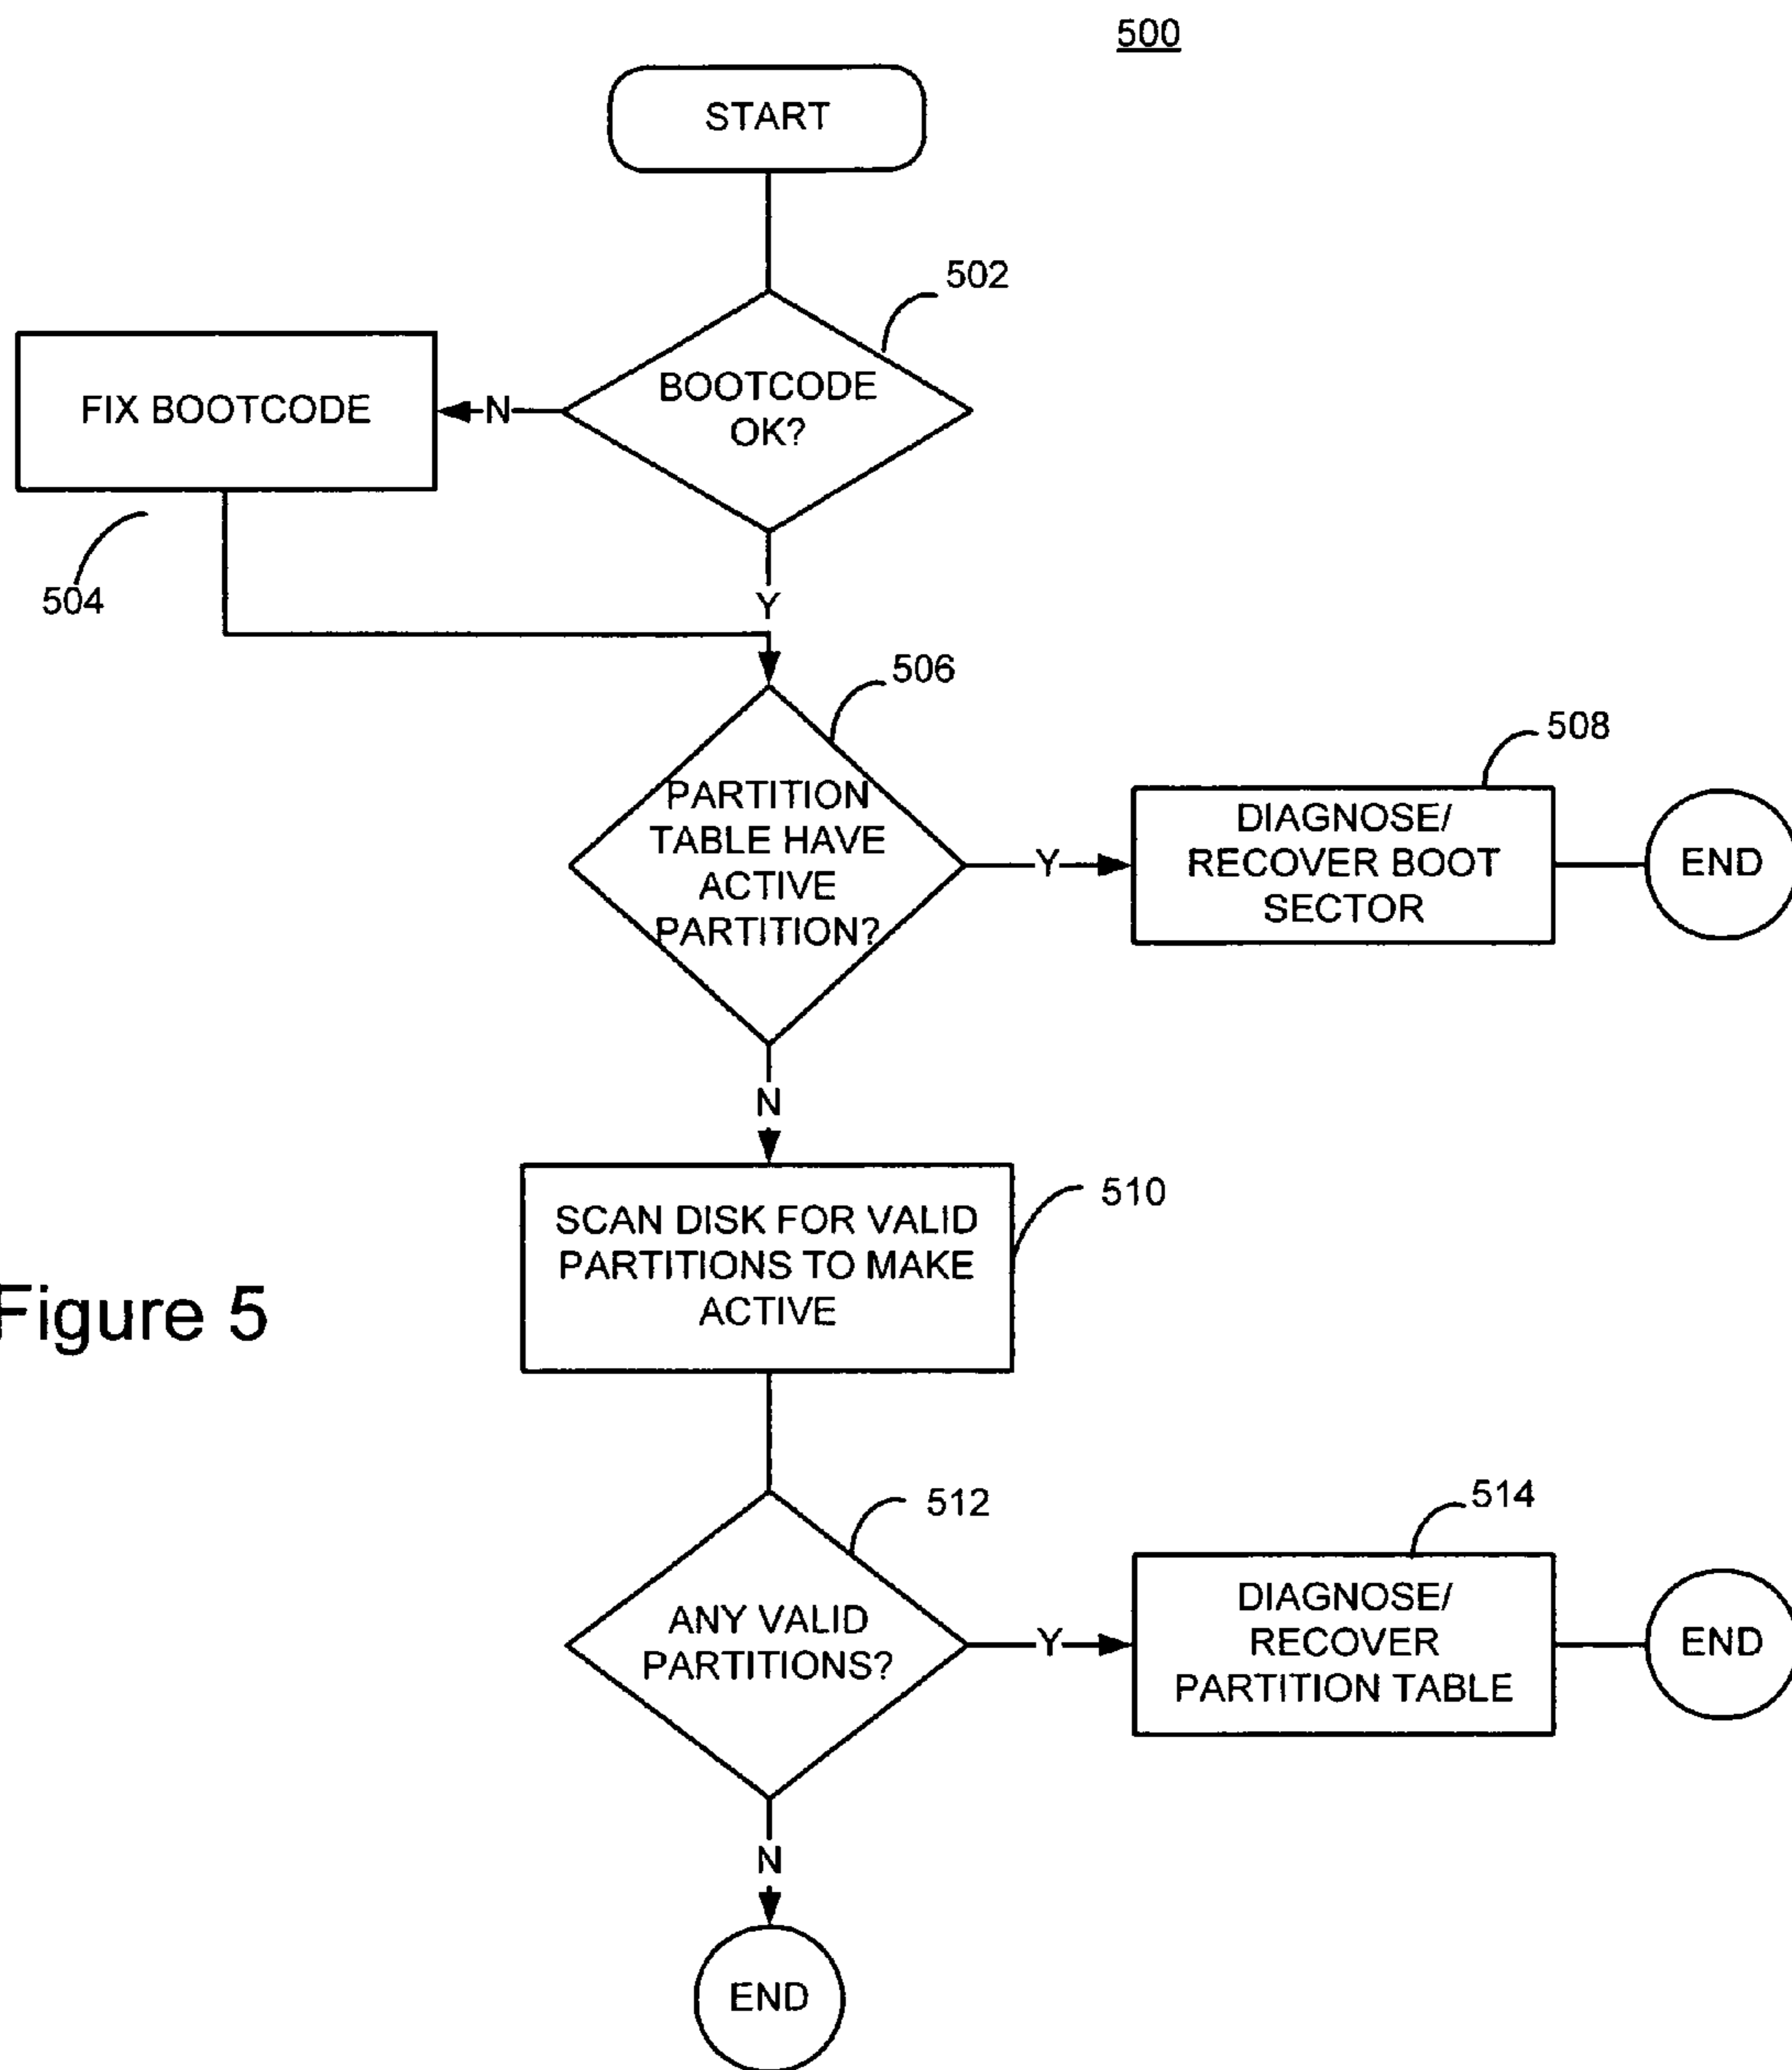 500
START
502
BOOTCODE
OK?
N
FIX BOOTCODE
504
Y
506
PARTITION
TABLE HAVE
ACTIVE
PARTITION?
Y
508
DIAGNOSE/
RECOVER BOOT
SECTOR
END
N
510
SCAN DISK FOR VALID
PARTITIONS TO MAKE
ACTIVE
Figure 5
512
ANY VALID
PARTITIONS?
Y
514
DIAGNOSE/
RECOVER
PARTITION TABLE
END
N
END